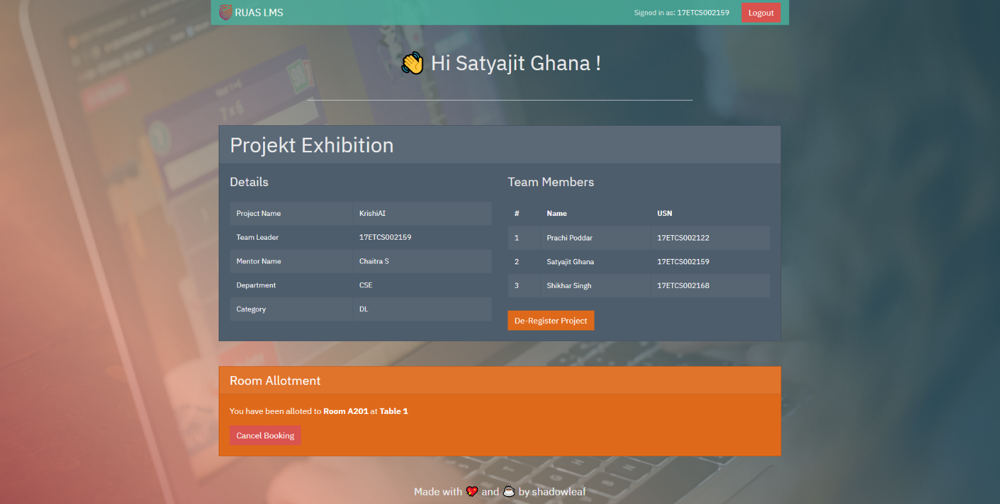 RUAS LMS
Signed in as: 17ETCS002159
Logout
👋 Hi Satyajit Ghana !
Projekt Exhibition
Details
Project Name KrishiAI
Team Leader 17ETCS002159
Mentor Name Chaitra S
Department CSE
Category DL
Team Members
# Name USN
1 Prachi Poddar 17ETCS002122
2 Satyajit Ghana 17ETCS002159
3 Shikhar Singh 17ETCS002168
De-Register Project
Room Allotment
You have been alloted to Room A201 at Table 1
Cancel Booking
Made with 💖 and ☕ by shadowleaf
7 x 6